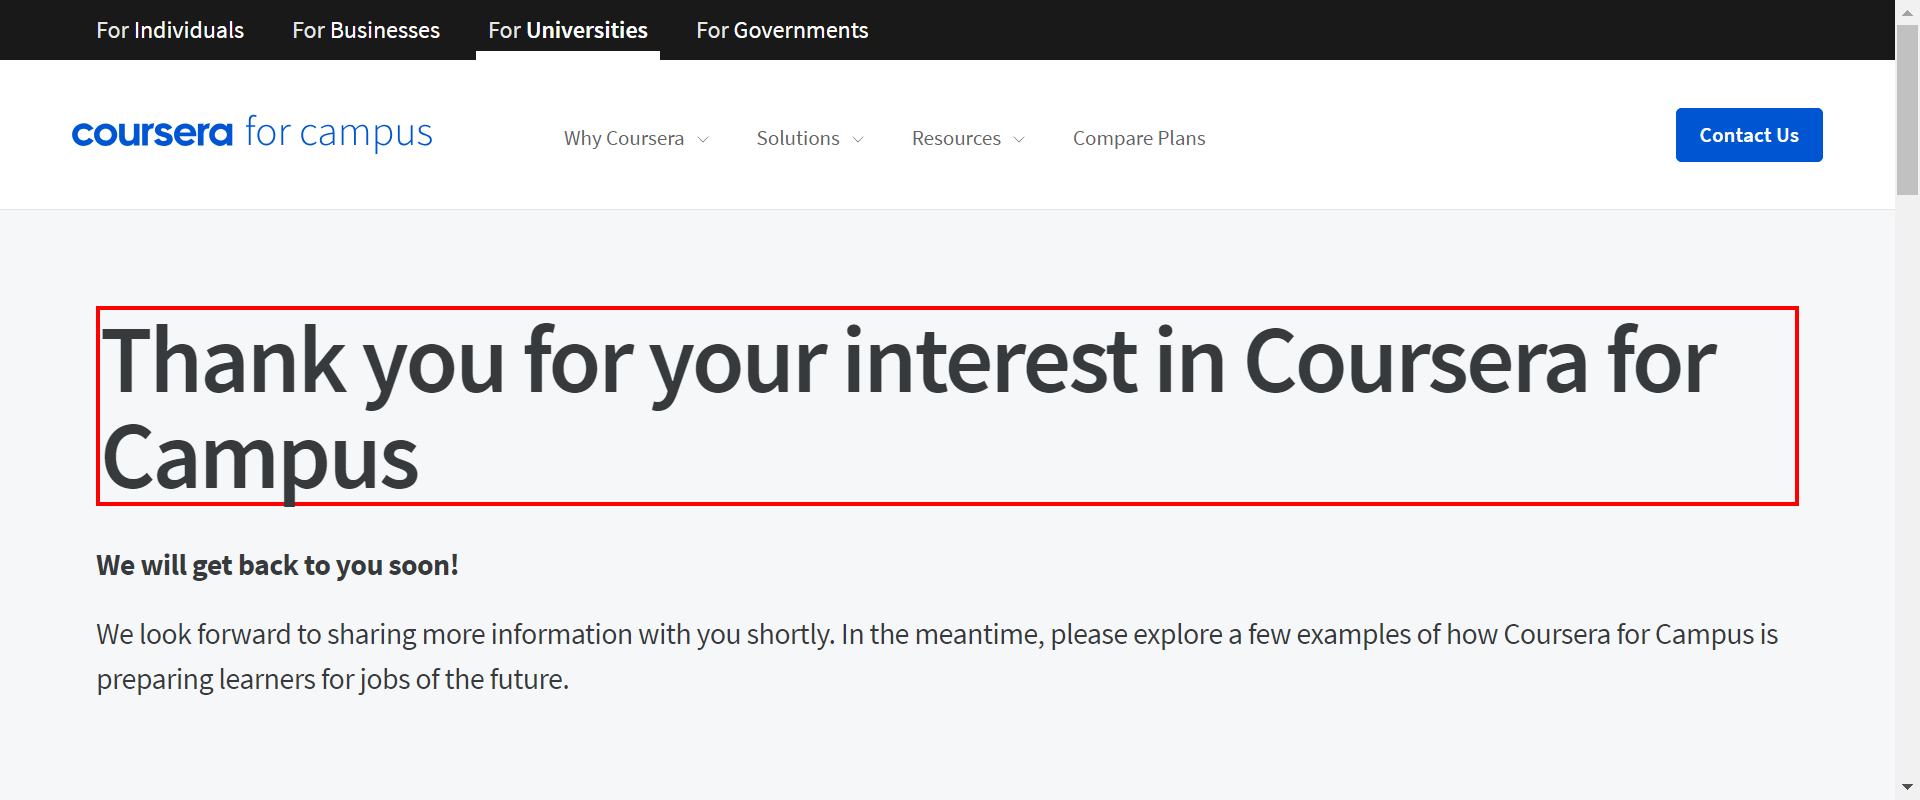 For Individuals For Businesses For Universities For Governments
coursera for campus Why Coursera Solutions Resources Compare Plans Contact Us
Thank you for your interest in Coursera for
Campus
We will get back to you soon!
We look forward to sharing more information with you shortly. In the meantime, please explore a few examples of how Coursera for Campus is
preparing learners for jobs of the future.